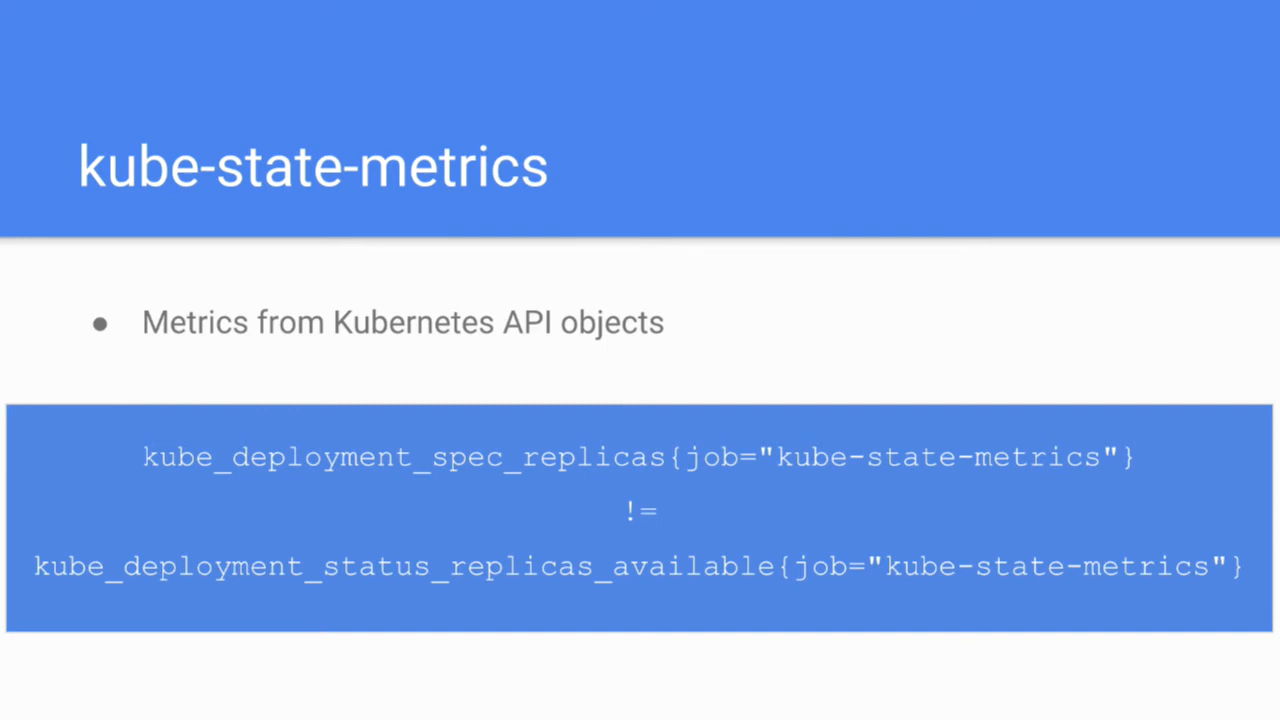 kube-state-metrics
● Metrics from Kubernetes API objects
kube_deployment_spec_replicas{job="kube-state-metrics"}
!=
kube_deployment_status_replicas_available{job="kube-state-metrics"}